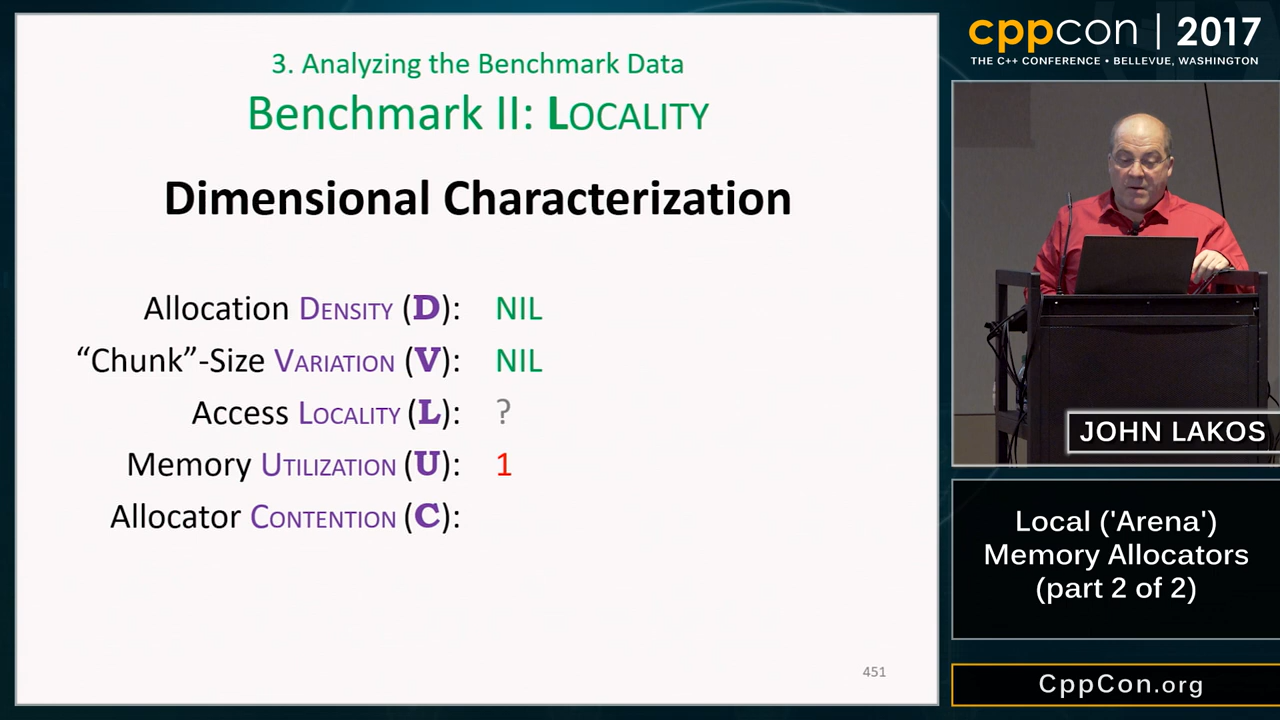 3. Analyzing the Benchmark Data
Benchmark II: LOCALITY
Dimensional Characterization
Allocation DENSITY (D): NIL
“Chunk”-Size VARIATION (V): NIL
Access LOCALITY (L): ?
Memory UTILIZATION (U): 1
Allocator CONTENTION (C):
451
cppcon | 2017
THE C++ CONFERENCE • BELLEVUE, WASHINGTON
JOHN LAKOS
Local ('Arena')
Memory Allocators
(part 2 of 2)
CppCon.org